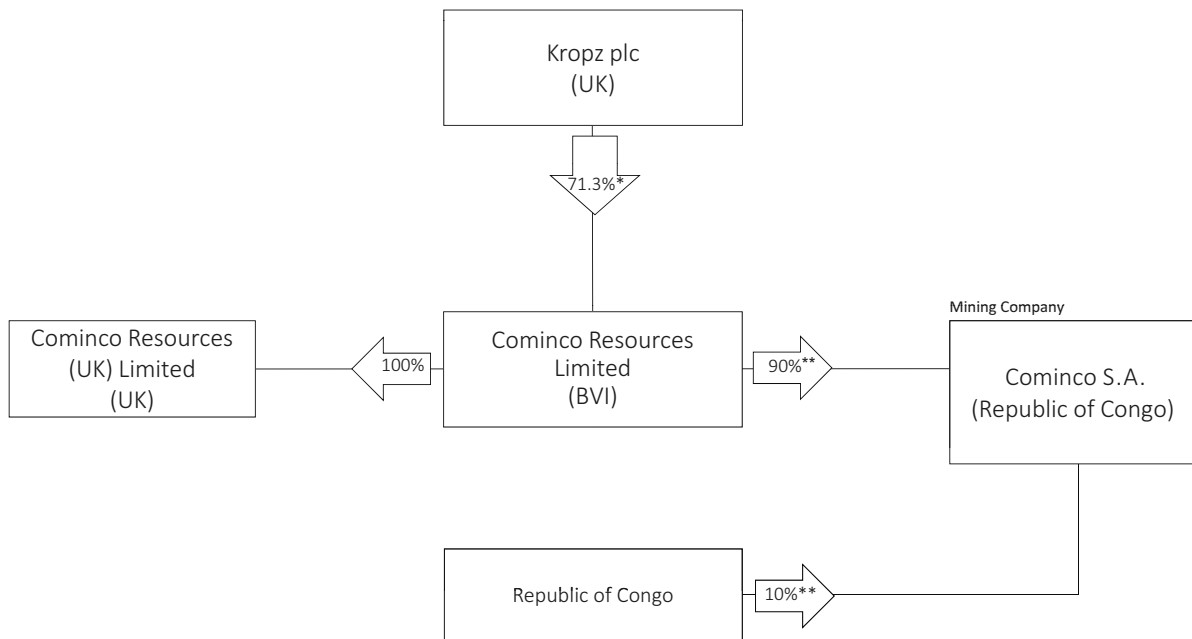 Kropz plc
(UK)
71.3%*
Mining Company
Cominco Resources
(UK) Limited
(UK)
100%
Cominco Resources
Limited
(BVI)
90%**
Cominco S.A.
(Republic of Congo)
Republic of Congo
10%**